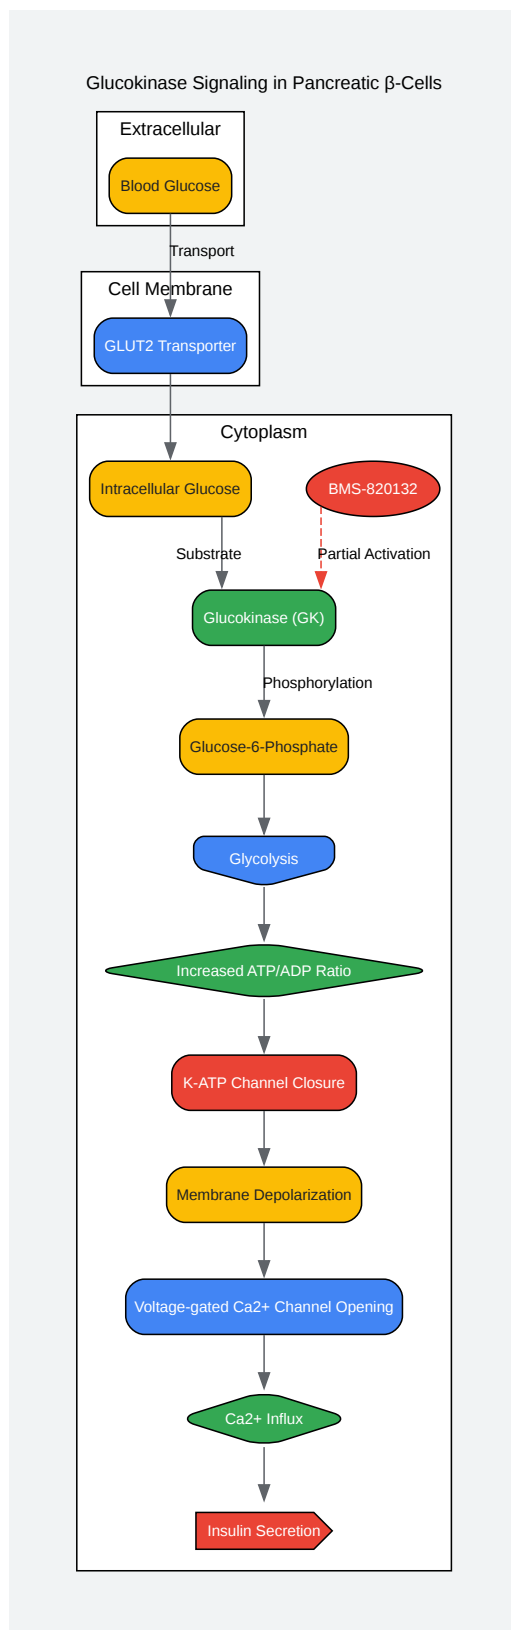 Glucokinase Signaling in Pancreatic β-Cells
Extracellular
Blood Glucose
Transport
Cell Membrane
GLUT2 Transporter
Cytoplasm
Intracellular Glucose
BMS-820132
Substrate
Partial Activation
Glucokinase (GK)
Phosphorylation
Glucose-6-Phosphate
Glycolysis
Increased ATP/ADP Ratio
K-ATP Channel Closure
Membrane Depolarization
Voltage-gated Ca2+ Channel Opening
Ca2+ Influx
Insulin Secretion